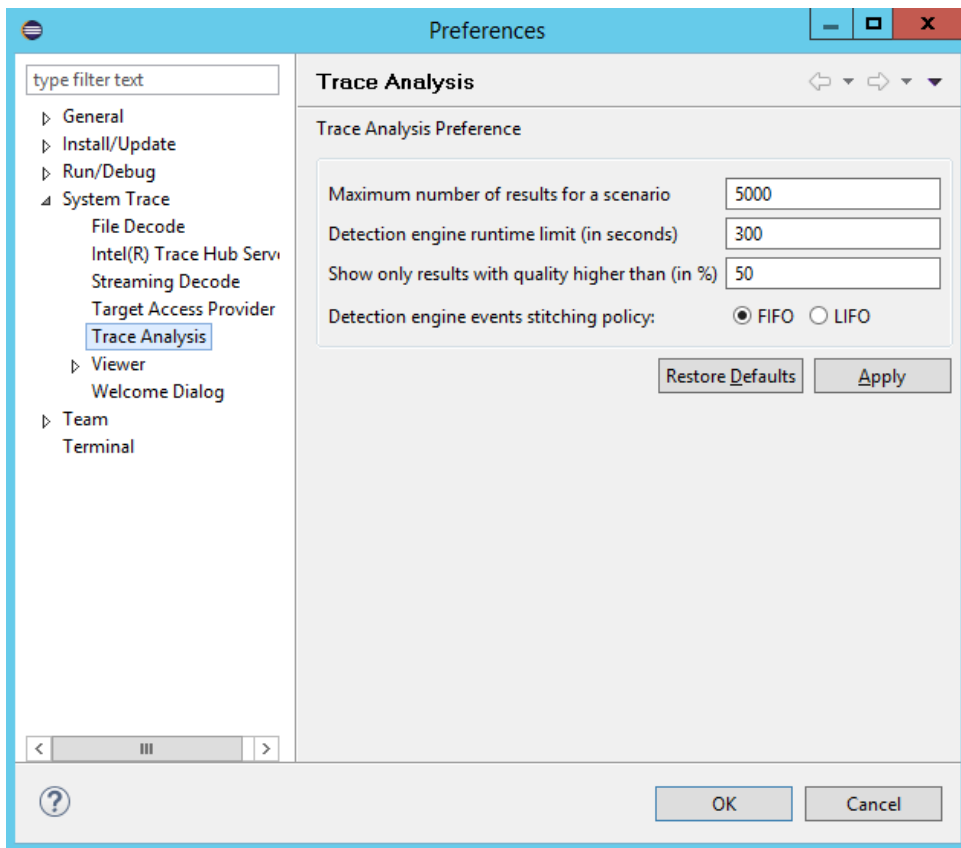 Preferences
type filter text
General
Install/Update
Run/Debug
System Trace
File Decode
Intel(R) Trace Hub Serv
Streaming Decode
Target Access Provider
Trace Analysis
Viewer
Welcome Dialog
Team
Terminal
Trace Analysis
Trace Analysis Preference
Maximum number of results for a scenario 5000
Detection engine runtime limit (in seconds) 300
Show only results with quality higher than (in %) 50
Detection engine events stitching policy: FIFO LIFO
Restore Defaults Apply
OK Cancel